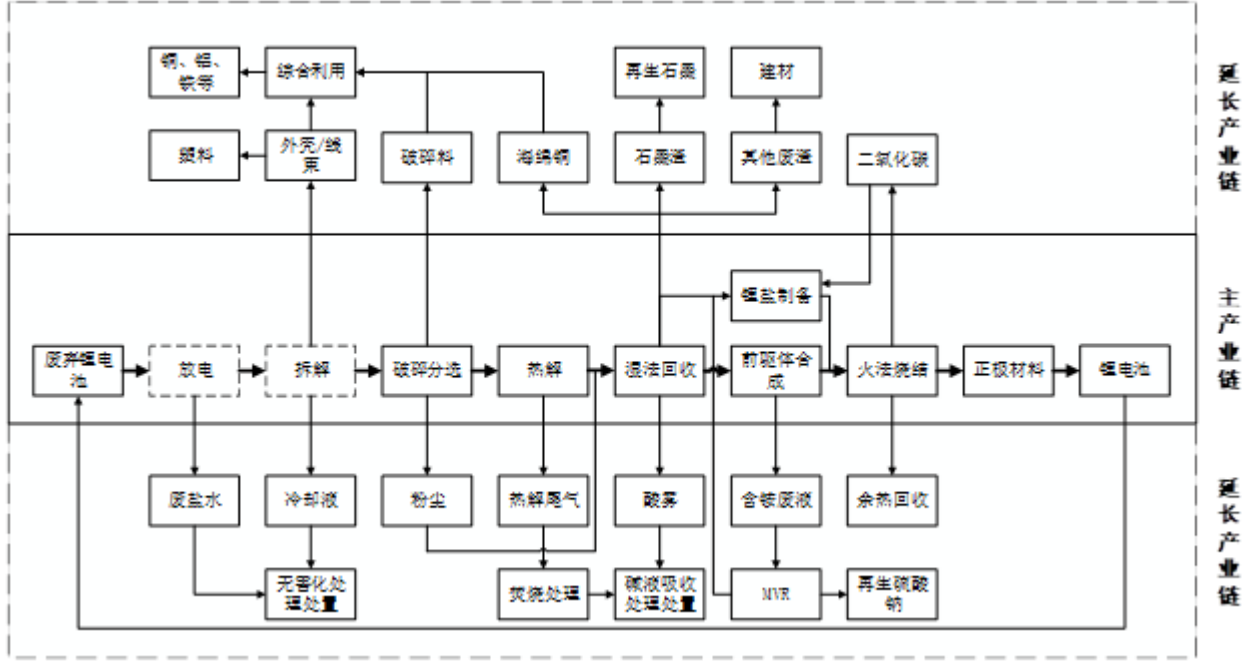 铜、铝、
铁等
综合利用
再生石墨
建材
塑料
外壳/线
束
破碎料
海绵铜
石墨渣
其他废渣
二氧化碳
延长产业链
锂盐制备
废弃锂电
池
放电
拆解
破碎分选
热解
湿法回收
前驱体合
成
火法烧结
正极材料
锂电池
主产业链
废盐水
冷却液
粉尘
热解尾气
酸雾
含铵废液
余热回收
无害化处
理处置
焚烧处理
碱液吸收
处理处置
MVR
再生硫酸
钠
延长产业链